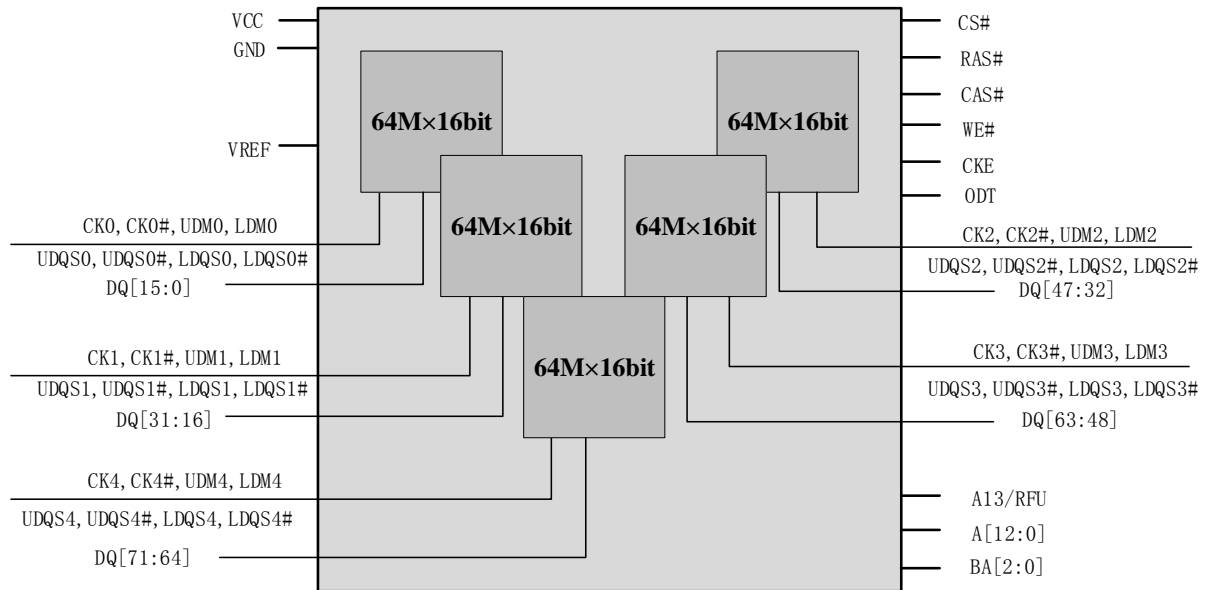 VCC
GND
VREF
CK0, CK0#, UDM0, LDM0
UDQS0, UDQS0#, LDQS0, LDQS0#
DQ[15:0]
CK1, CK1#, UDM1, LDM1
UDQS1, UDQS1#, LDQS1, LDQS1#
DQ[31:16]
CK4, CK4#, UDM4, LDM4
UDQS4, UDQS4#, LDQS4, LDQS4#
DQ[71:64]
64M×16bit
64M×16bit
64M×16bit
64M×16bit
64M×16bit
CS#
RAS#
CAS#
WE#
CKE
ODT
CK2, CK2#, UDM2, LDM2
UDQS2, UDQS2#, LDQS2, LDQS2#
DQ[47:32]
CK3, CK3#, UDM3, LDM3
UDQS3, UDQS3#, LDQS3, LDQS3#
DQ[63:48]
A13/RFU
A[12:0]
BA[2:0]